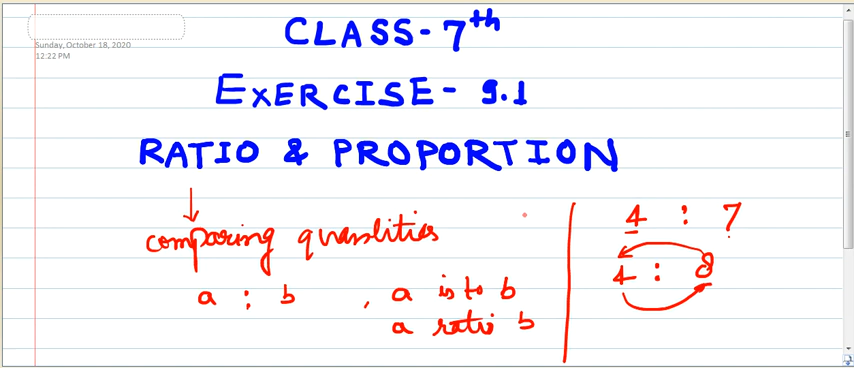 Sunday, October 18, 2020
12:22 PM
CLASS- 7th
EXERCISE- 9.1
RATIO & PROPORTION
comparing quantities
a : b , a is to b
a ratio b
4 : 7
4 : 8